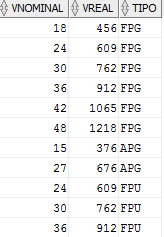 VNOMINAL VREAL TIPO
18 456 FPG
24 609 FPG
30 762 FPG
36 912 FPG
42 1065 FPG
48 1218 FPG
15 376 APG
27 676 APG
24 609 FPU
30 762 FPU
36 912 FPU